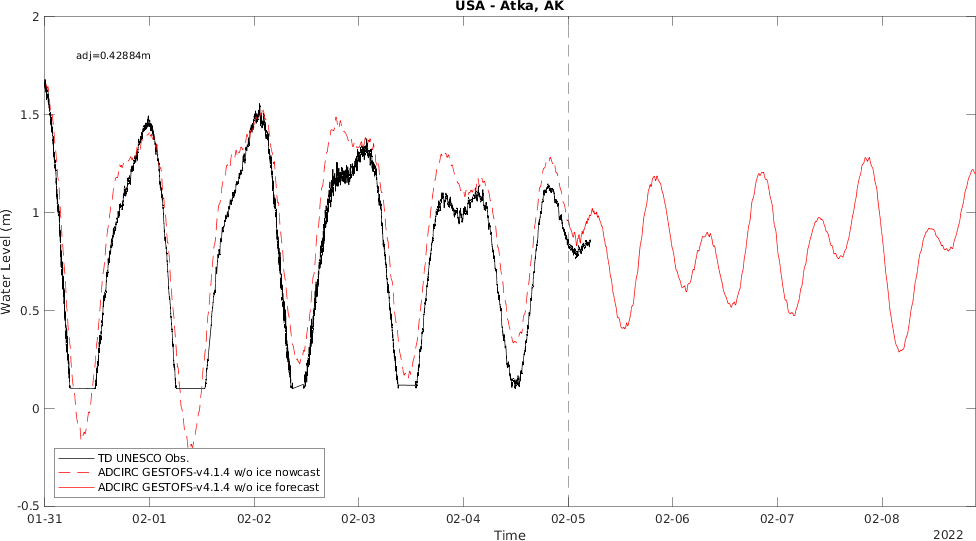 USA - Atka, AK
2
adj=0.42884m
1.5
1
Water Level (m)
0.5
0
-0.5
TD UNESCO Obs.
ADCIRC GESTOFS-v4.1.4 w/o ice nowcast
ADCIRC GESTOFS-v4.1.4 w/o ice forecast
01-31 02-01 02-02 02-03 02-04 02-05 02-06 02-07 02-08
Time
2022